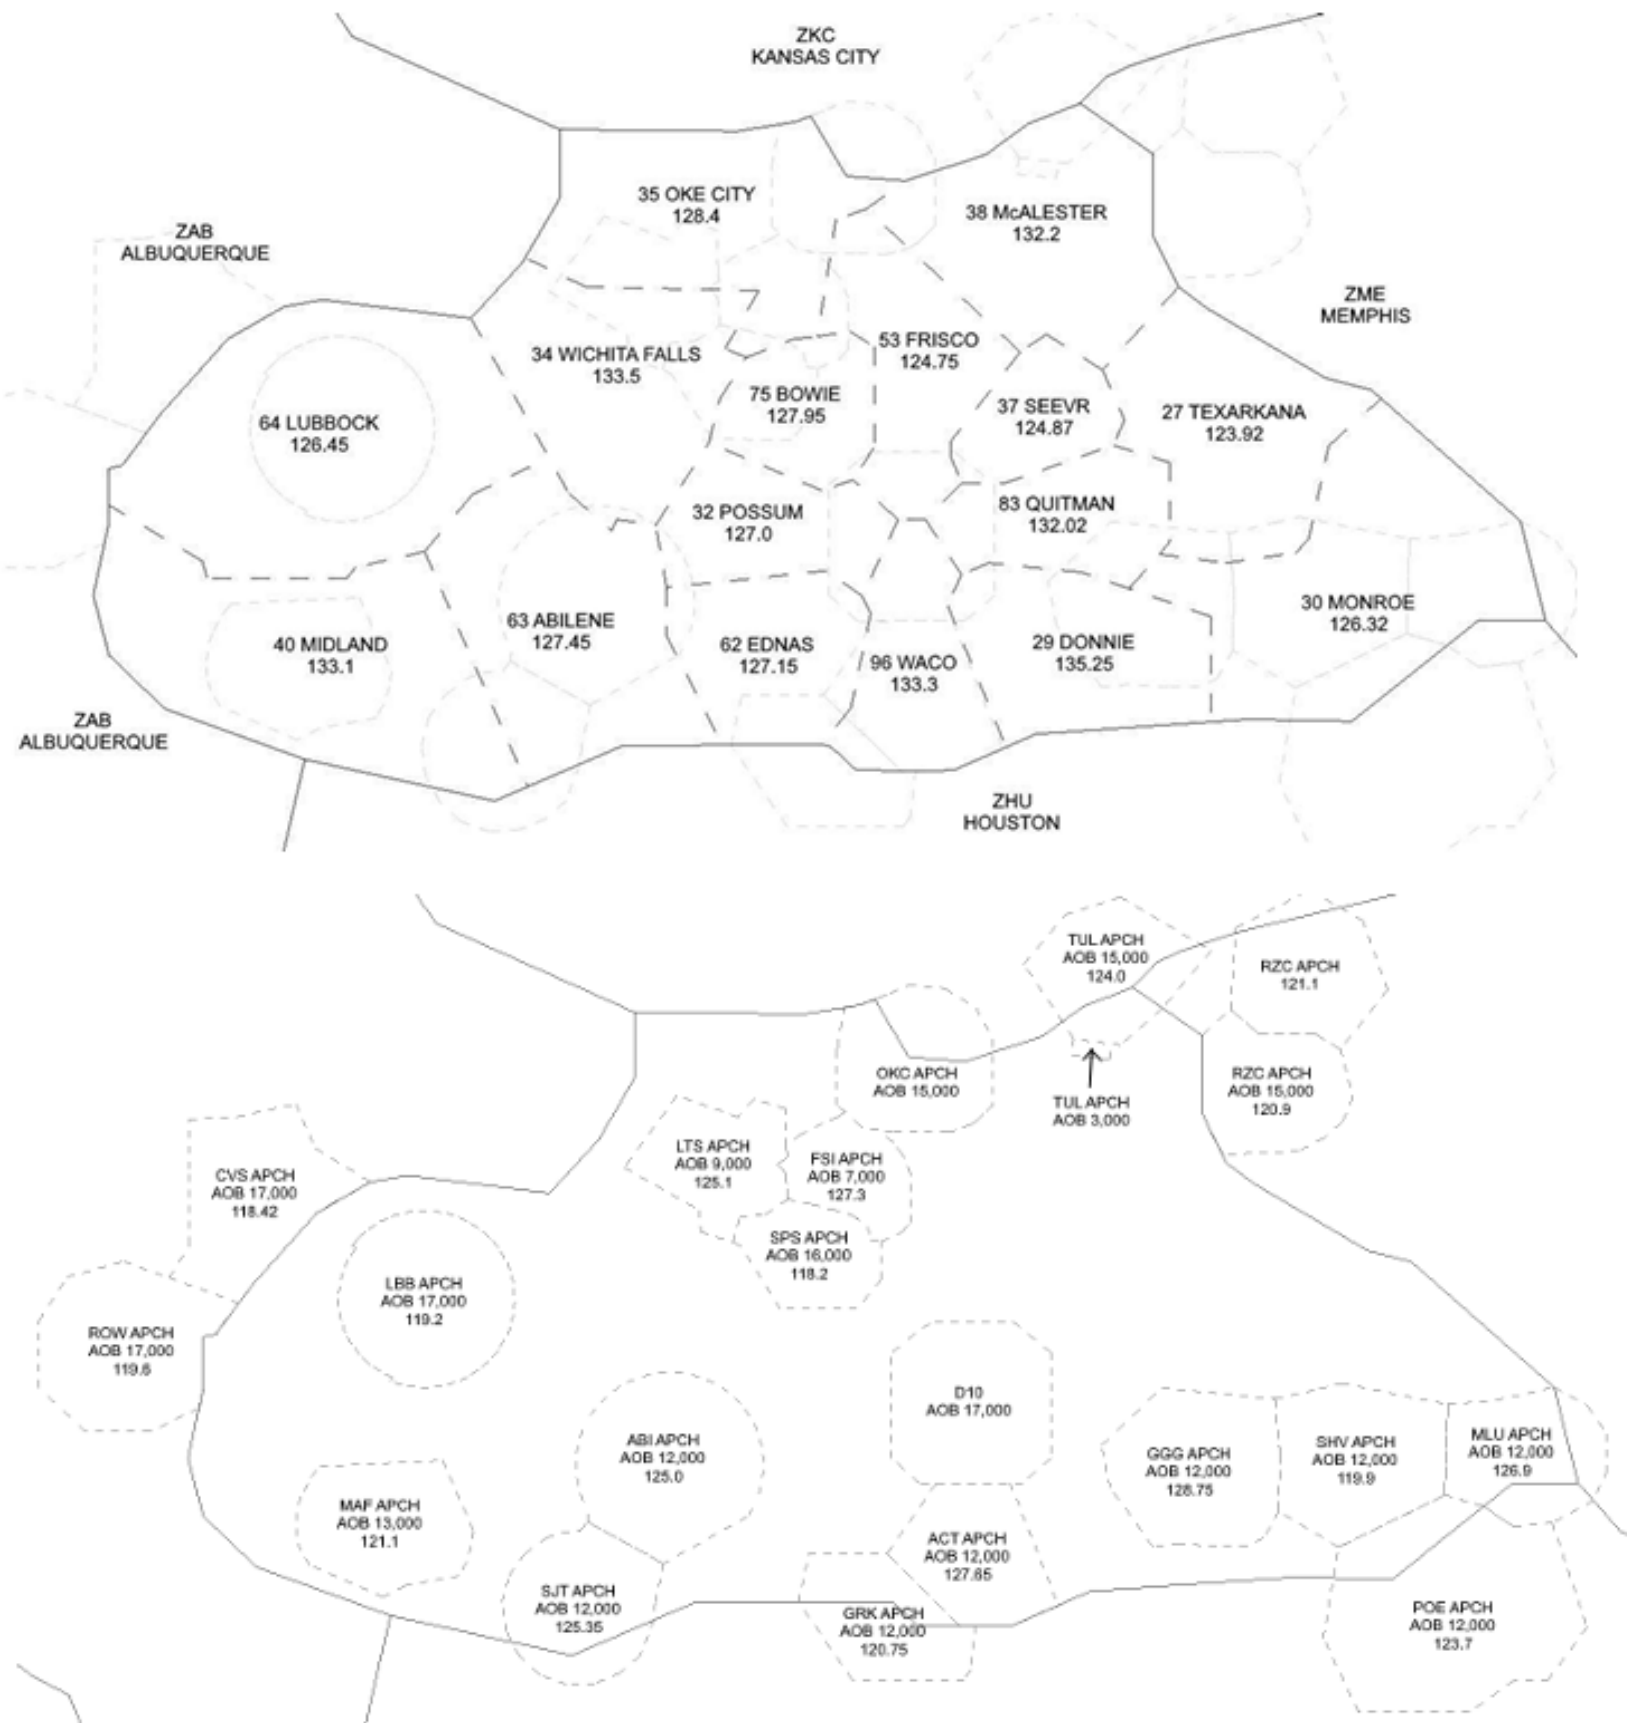 ZKC
KANSAS CITY
35 OKE CITY
128.4
38 McALESTER
132.2
ZAB
ALBUQUERQUE
ZME
MEMPHIS
34 WICHITA FALLS
133.5
53 FRISCO
124.75
75 BOWIE
127.95
37 SEEVR
124.87
27 TEXARKANA
123.92
64 LUBBOCK
126.45
32 POSSUM
127.0
83 QUITMAN
132.02
63 ABILENE
127.45
30 MONROE
126.32
40 MIDLAND
133.1
62 EDNAS
127.15
96 WACO
133.3
29 DONNIE
135.25
ZAB
ALBUQUERQUE
ZHU
HOUSTON
TUL APCH
AOB 15,000
124.0
RZC APCH
121.1
OKC APCH
AOB 15,000
TUL APCH
AOB 3,000
RZC APCH
AOB 15,000
120.9
LTS APCH
AOB 9,000
125.1
FSI APCH
AOB 7,000
127.3
CVS APCH
AOB 17,000
118.42
SPS APCH
AOB 16,000
118.2
LBB APCH
AOB 17,000
119.2
ROW APCH
AOB 17,000
119.6
D10
AOB 17,000
ABI APCH
AOB 12,000
125.0
GGG APCH
AOB 12,000
128.75
SHV APCH
AOB 12,000
119.9
MLU APCH
AOB 12,000
126.9
MAF APCH
AOB 13,000
121.1
ACT APCH
AOB 12,000
127.65
SJT APCH
AOB 12,000
125.35
GRK APCH
AOB 12,000
120.75
POE APCH
AOB 12,000
123.7